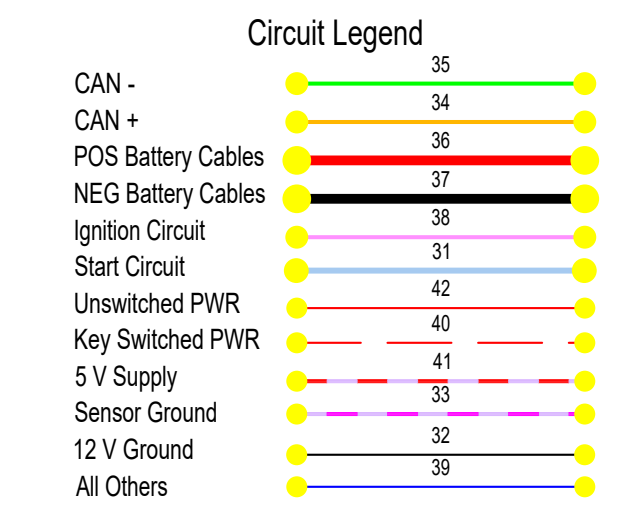 Circuit Legend
CAN - 35
CAN + 34
POS Battery Cables 36
NEG Battery Cables 37
Ignition Circuit 38
Start Circuit 31
Unswitched PWR 42
Key Switched PWR 40
5 V Supply 41
Sensor Ground 33
12 V Ground 32
All Others 39